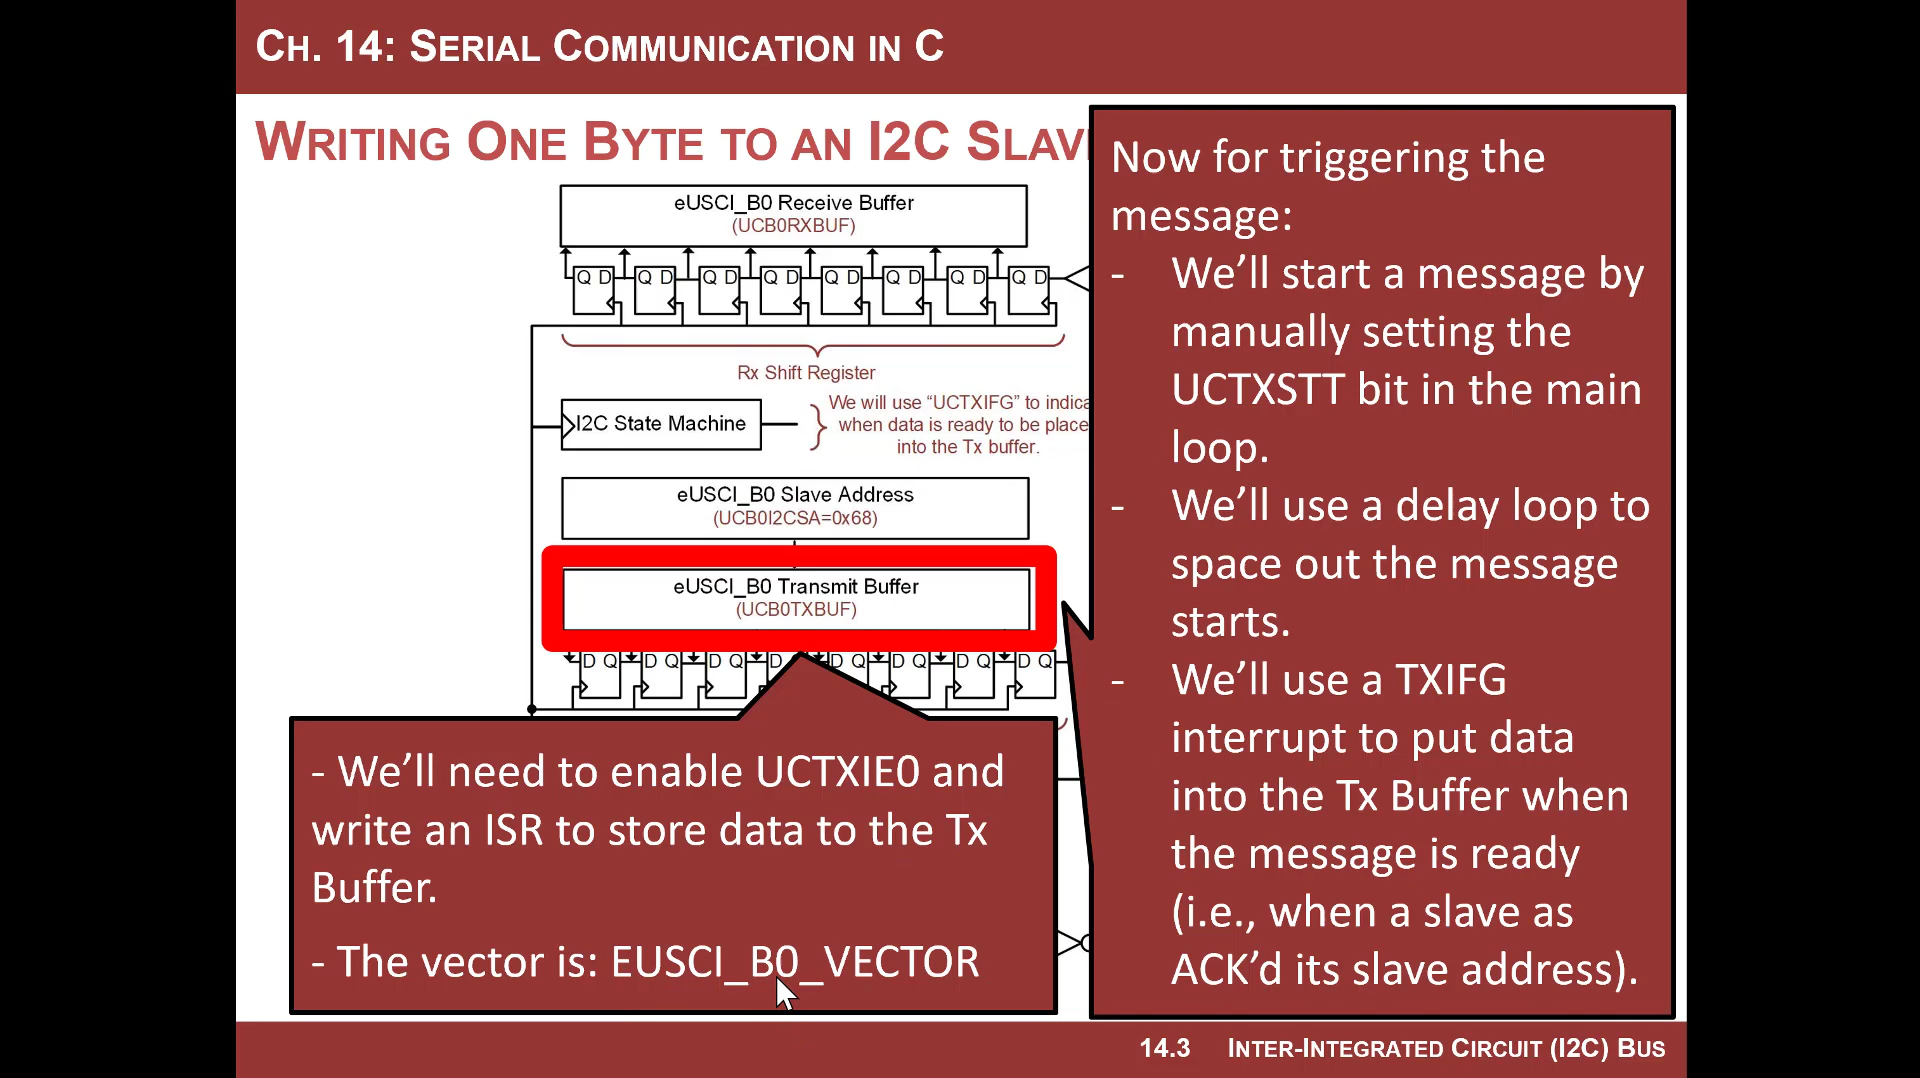 CH. 14: SERIAL COMMUNICATION IN C
WRITING ONE BYTE TO AN I2C SLAV
eUSCI_B0 Receive Buffer
(UCB0RXBUF)
Q D Q D Q D Q D Q D Q D Q D Q D
Rx Shift Register
I2C State Machine
We will use “UCTXIFG” to indica
when data is ready to be place
into the Tx buffer.
eUSCI_B0 Slave Address
(UCB0I2CSA=0x68)
eUSCI_B0 Transmit Buffer
(UCB0TXBUF)
D Q D Q D Q D D Q D Q D Q D Q
- We’ll need to enable UCTXIE0 and
write an ISR to store data to the Tx
Buffer.
- The vector is: EUSCI_B0_VECTOR
Now for triggering the
message:
- We’ll start a message by
manually setting the
UCTXSTT bit in the main
loop.
- We’ll use a delay loop to
space out the message
starts.
- We’ll use a TXIFG
interrupt to put data
into the Tx Buffer when
the message is ready
(i.e., when a slave as
ACK’d its slave address).
14.3 INTER-INTEGRATED CIRCUIT (I2C) BUS